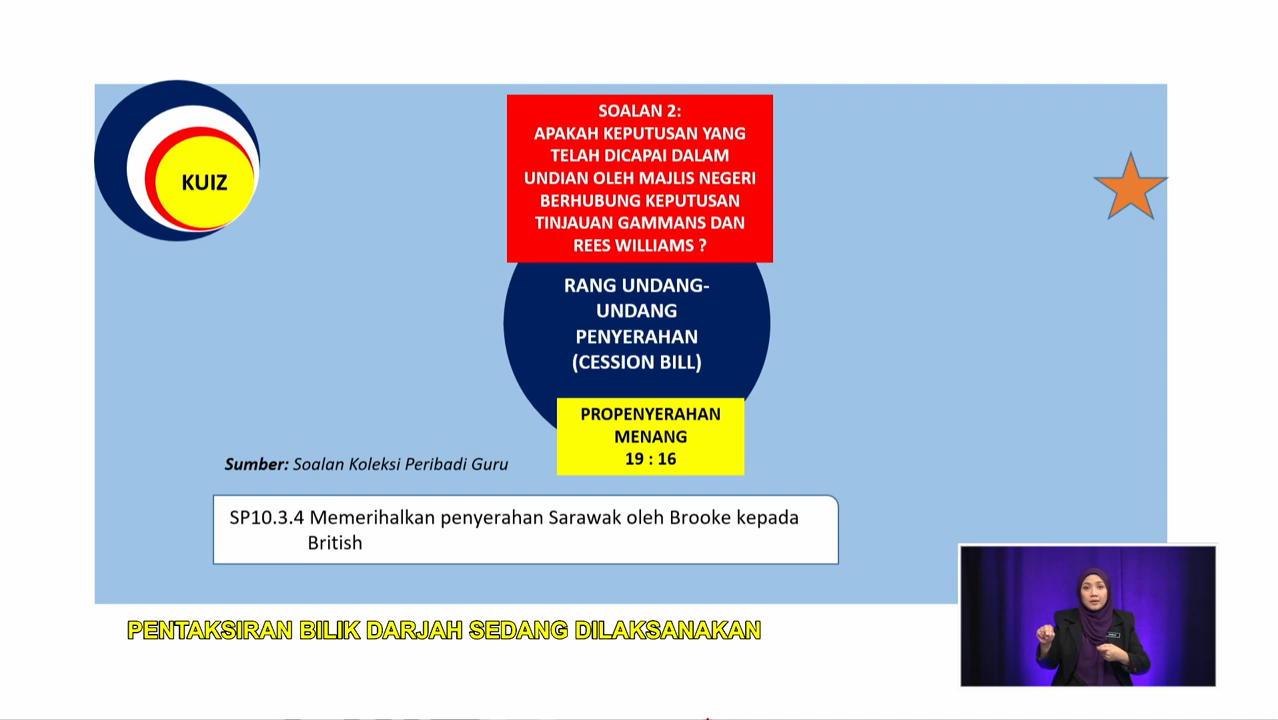 KUIZ
SOALAN 2:
APAKAH KEPUTUSAN YANG
TELAH DICAPAI DALAM
UNDIAN OLEH MAJLIS NEGERI
BERHUBUNG KEPUTUSAN
TINJAUAN GAMMANS DAN
REES WILLIAMS ?
RANG UNDANG-
UNDANG
PENYERAHAN
(CESSION BILL)
PROPENYERAHAN
MENANG
19 : 16
Sumber: Soalan Koleksi Peribadi Guru
SP10.3.4 Memerihalkan penyerahan Sarawak oleh Brooke kepada
British
PENTAKSIRAN BILIK DARJAH SEDANG DILAKSANAKAN